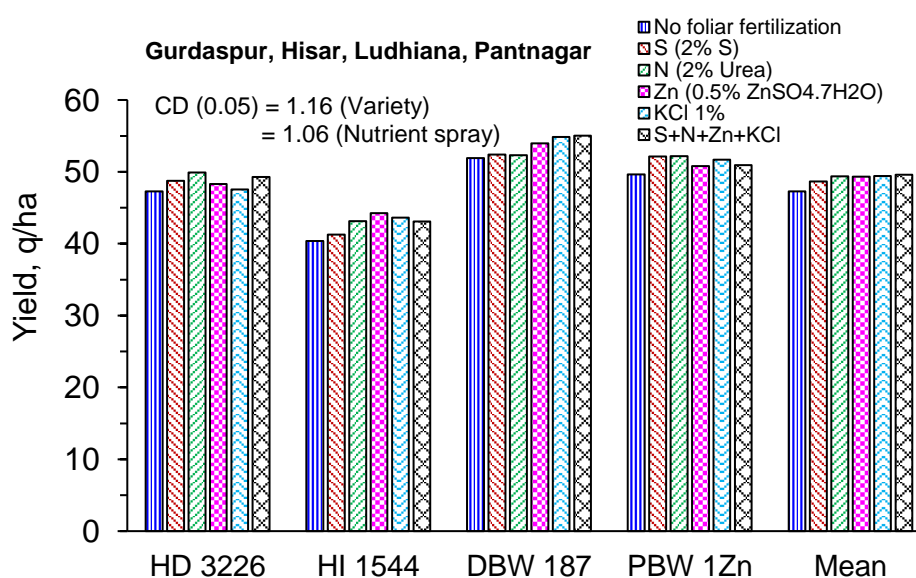 Gurdaspur, Hisar, Ludhiana, Pantnagar
No foliar fertilization
S (2% S)
N (2% Urea)
Zn (0.5% ZnSO4.7H2O)
KCl 1%
S+N+Zn+KCl
CD (0.05) = 1.16 (Variety)
= 1.06 (Nutrient spray)
Yield, q/ha
60
50
40
30
20
10
0
HD 3226 HI 1544 DBW 187 PBW 1Zn Mean